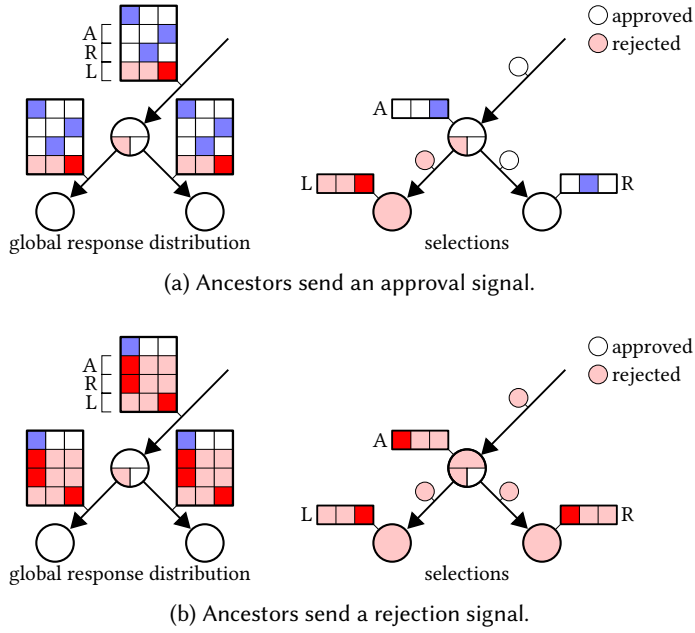 A
R
L
approved
rejected
A
L
R
global response distribution
selections
(a) Ancestors send an approval signal.
A
R
L
approved
rejected
A
L
R
global response distribution
selections
(b) Ancestors send a rejection signal.